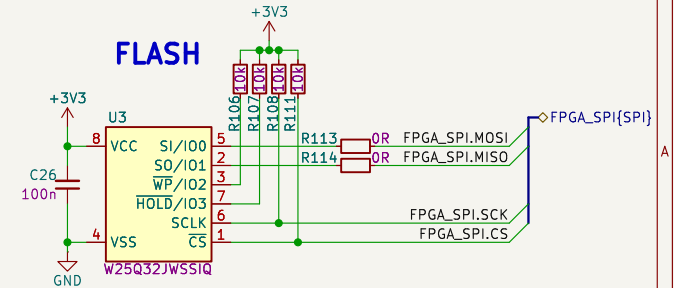 +3V3
FLASH
10k 10k 10k 10k
R106 R107 R108 R111
+3V3
U3
8 VCC SI/IO0 5 R113 0R FPGA_SPI.MOSI FPGA_SPI{SPI}
SO/IO1 2 R114 0R FPGA_SPI.MISO
A
C26
100n
WP/IO2 3
HOLD/IO3 7
SCLK 6 FPGA_SPI.SCK
4 VSS CS 1 FPGA_SPI.CS
GND
W25Q32JWSSIQ